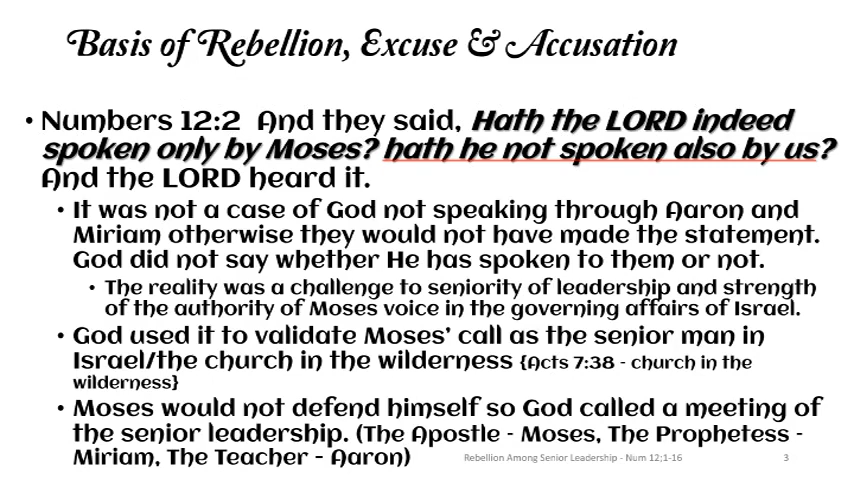 Basis of Rebellion, Excuse & Accusation
• Numbers 12:2 And they said, Hath the LORD indeed
spoken only by Moses? hath he not spoken also by us?
And the LORD heard it.
• It was not a case of God not speaking through Aaron and
Miriam otherwise they would not have made the statement.
God did not say whether He has spoken to them or not.
• The reality was a challenge to seniority of leadership and strength
of the authority of Moses voice in the governing affairs of Israel.
• God used it to validate Moses' call as the senior man in
Israel/the church in the wilderness {Acts 7:38 - church in the
wilderness}
• Moses would not defend himself so God called a meeting of
the senior leadership. (The Apostle - Moses, The Prophetess -
Miriam, The Teacher - Aaron)
Rebellion Among Senior Leadership - Num 12;1-16
3